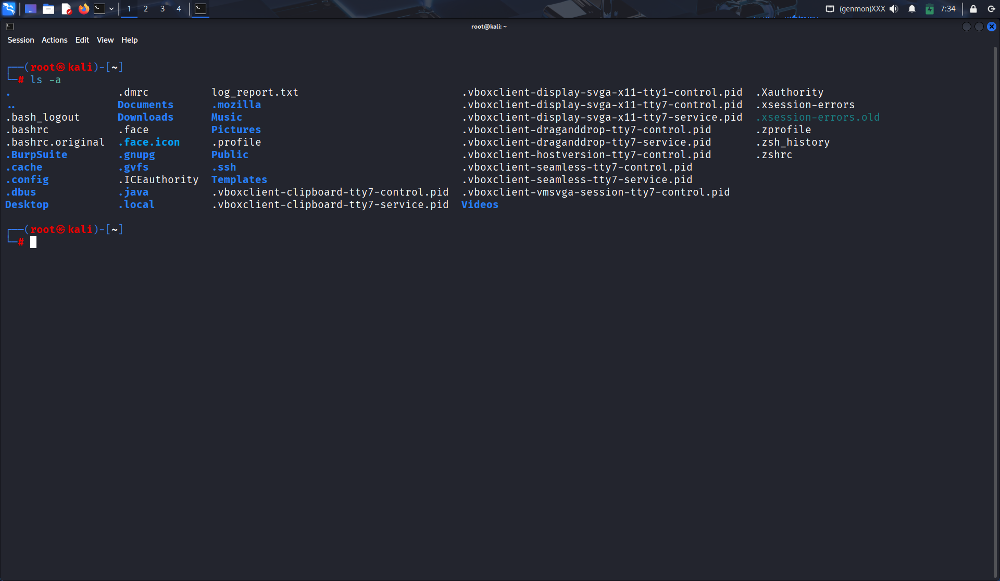 1 2 3 4 (genmon)XXX 7:34
root@kali: ~
Session Actions Edit View Help
┌──(root㉿kali)-[~]
└─# ls -a
. .dmrc log_report.txt .vboxclient-display-svga-x11-tty1-control.pid .Xauthority
.. Documents .mozilla .vboxclient-display-svga-x11-tty7-control.pid .xsession-errors
.bash_logout Downloads Music .vboxclient-display-svga-x11-tty7-service.pid .xsession-errors.old
.bashrc .face Pictures .vboxclient-draganddrop-tty7-control.pid .zprofile
.bashrc.original .face.icon .profile .vboxclient-draganddrop-tty7-service.pid .zsh_history
.BurpSuite .gnupg Public .vboxclient-hostversion-tty7-control.pid .zshrc
.cache .gvfs .ssh .vboxclient-seamless-tty7-control.pid
.config .ICEauthority Templates .vboxclient-seamless-tty7-service.pid
.dbus .java .vboxclient-clipboard-tty7-control.pid .vboxclient-vmsvga-session-tty7-control.pid
Desktop .local .vboxclient-clipboard-tty7-service.pid Videos
┌──(root㉿kali)-[~]
└─#